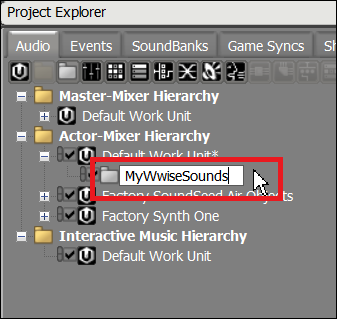 Project Explorer
Audio Events SoundBanks Game Syncs Sh
Master-Mixer Hierarchy
Default Work Unit
Actor-Mixer Hierarchy
Default Work Unit*
MyWwiseSounds
Factory SoundSeed Air Objects
Factory Synth One
Interactive Music Hierarchy
Default Work Unit